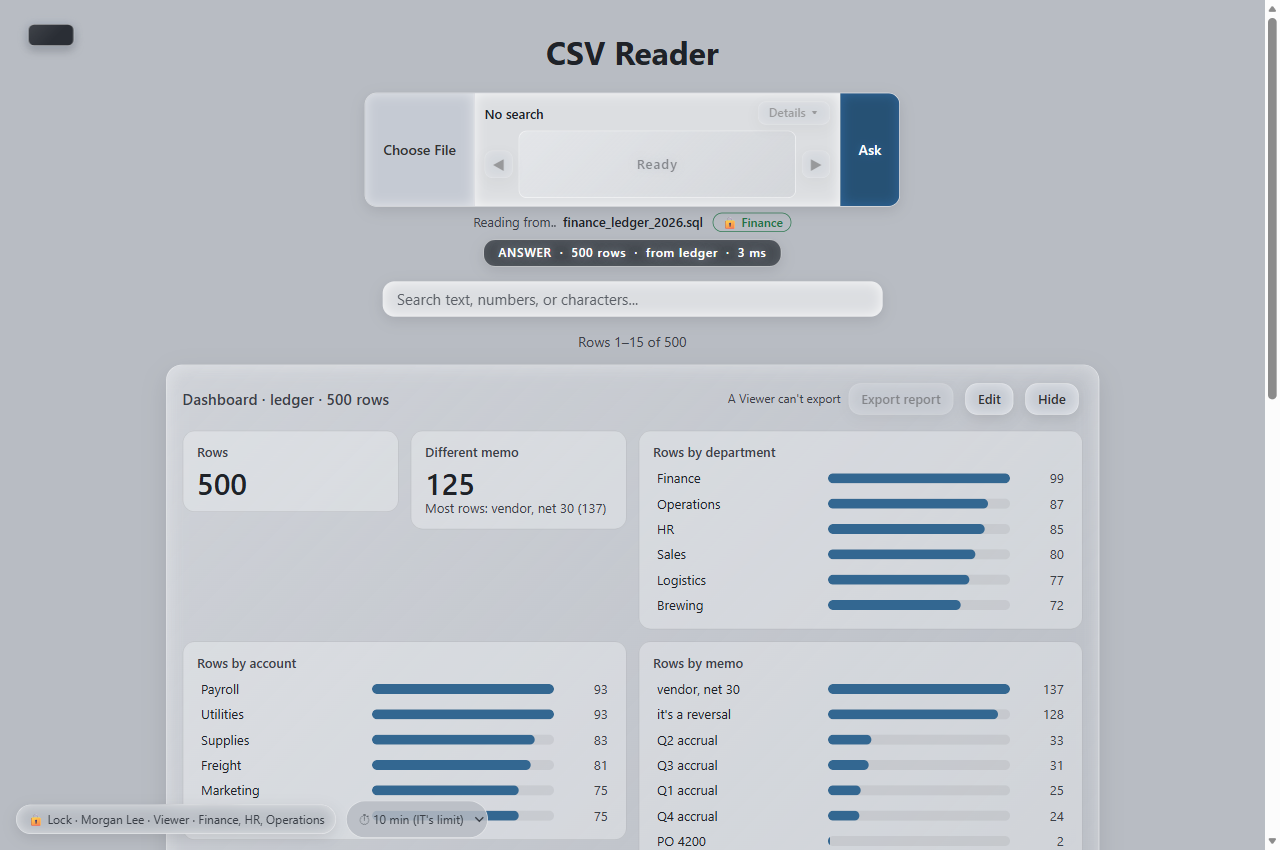 CSV Reader
Choose File
No search
Details
Ready
Ask
Reading from.. finance_ledger_2026.sql Finance
ANSWER · 500 rows · from ledger · 3 ms
Search text, numbers, or characters...
Rows 1–15 of 500
Dashboard · ledger · 500 rows
A Viewer can't export
Export report
Edit
Hide
Rows
500
Different memo
125
Most rows: vendor, net 30 (137)
Rows by department
Finance 99
Operations 87
HR 85
Sales 80
Logistics 77
Brewing 72
Rows by account
Payroll 93
Utilities 93
Supplies 83
Freight 81
Marketing 75
75
Rows by memo
vendor, net 30 137
it's a reversal 128
Q2 accrual 33
Q3 accrual 31
Q1 accrual 25
Q4 accrual 24
PO 4200 2
Lock · Morgan Lee · Viewer · Finance, HR, Operations
10 min (IT's limit)